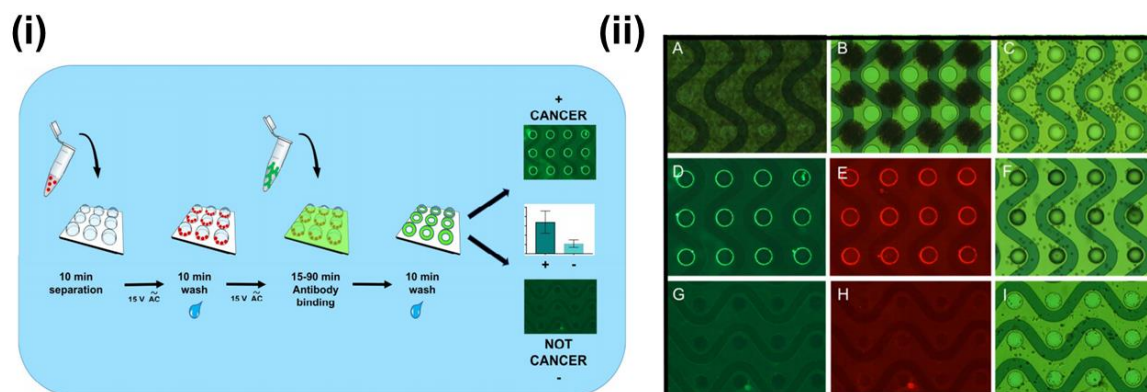 (i)
(ii)
+
CANCER
10 min
separation
15 V AC
~
10 min
wash
15 V AC
~
15-90 min
Antibody
binding
10 min
wash
+ -
NOT
CANCER
-
A
B
C
D
E
F
G
H
I